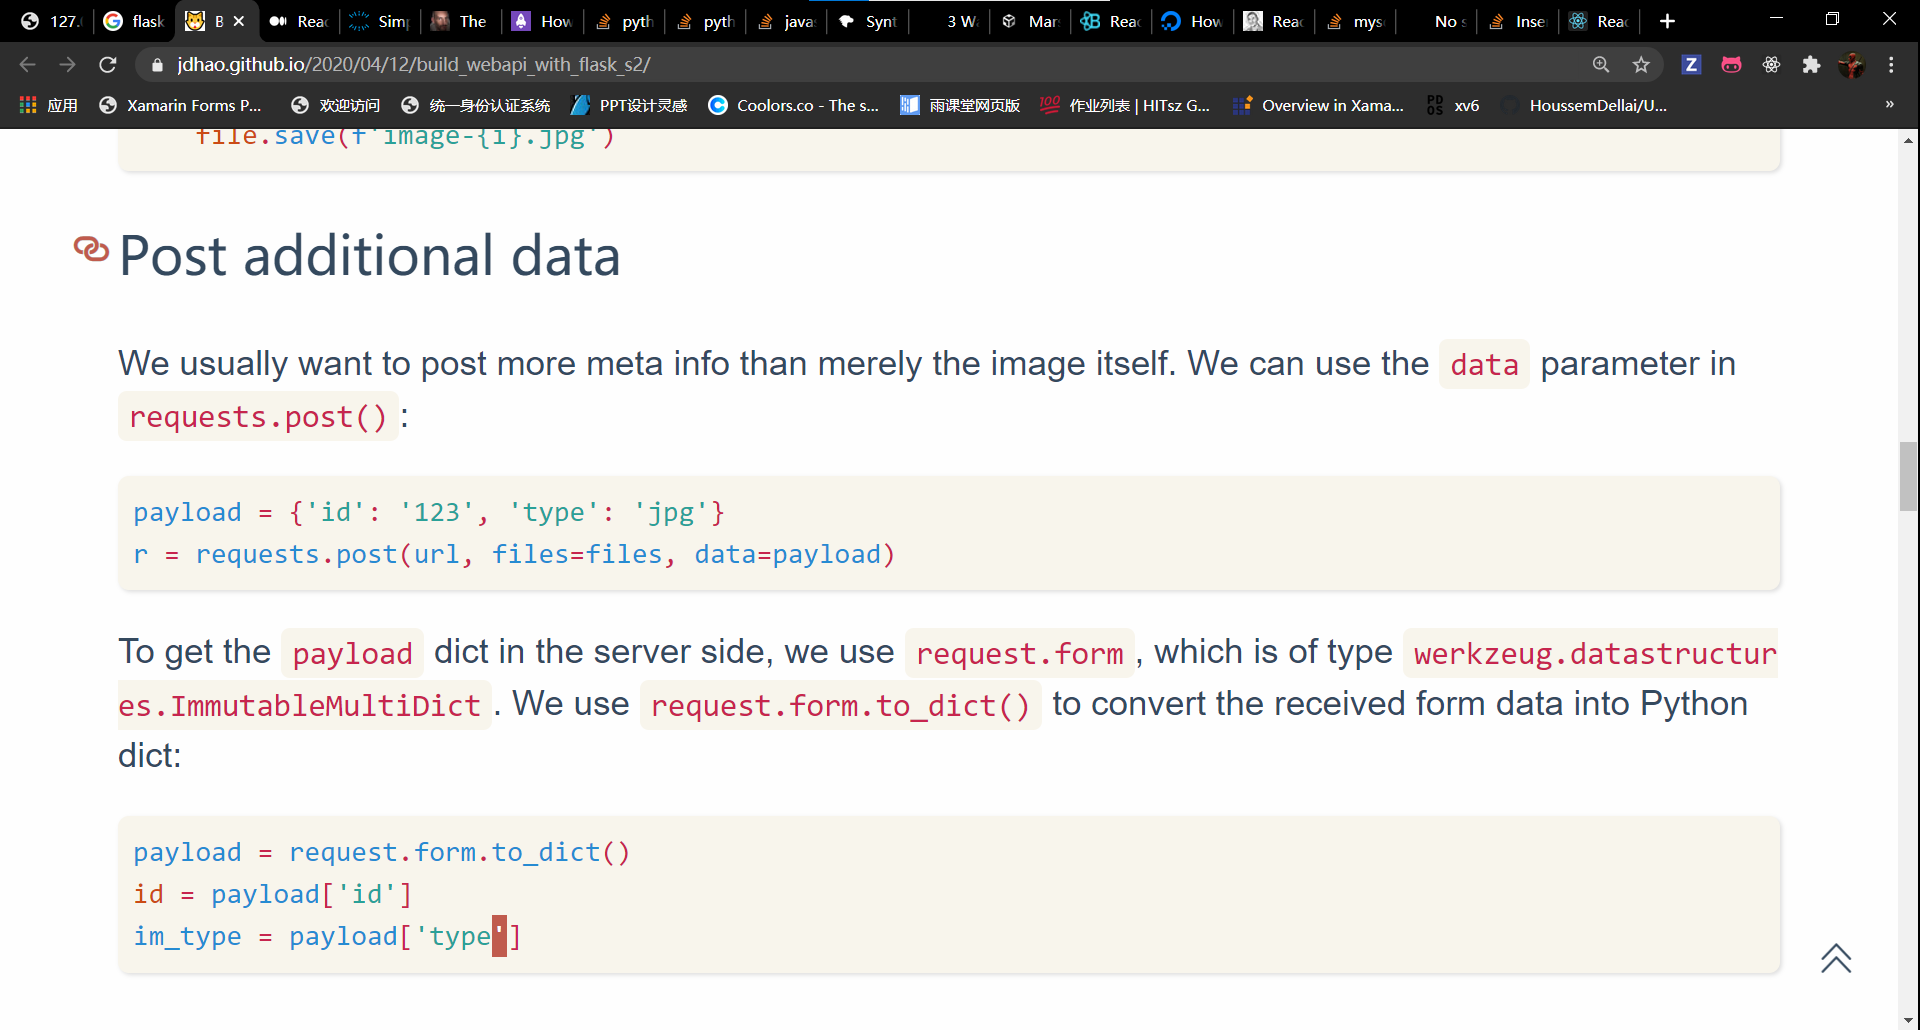 127. flask B Reac Simp The How pyth pyth java Synt 3 Wa Mar Reac How Reac mys No s Inser Reac
jdhao.github.io/2020/04/12/build_webapi_with_flask_s2/
应用 Xamarin Forms P... 欢迎访问 统一身份认证系统 PPT设计灵感 Coolors.co - The s... 雨课堂网页版 作业列表 | HITsz G... Overview in Xama... xv6 HoussemDellai/U... »
file.save(f'image-{i}.jpg')
Post additional data
We usually want to post more meta info than merely the image itself. We can use the data parameter in
requests.post() :
payload = {'id': '123', 'type': 'jpg'}
r = requests.post(url, files=files, data=payload)
To get the payload dict in the server side, we use request.form , which is of type werkzeug.datastructur
es.ImmutableMultiDict . We use request.form.to_dict() to convert the received form data into Python
dict:
payload = request.form.to_dict()
id = payload['id']
im_type = payload['type']